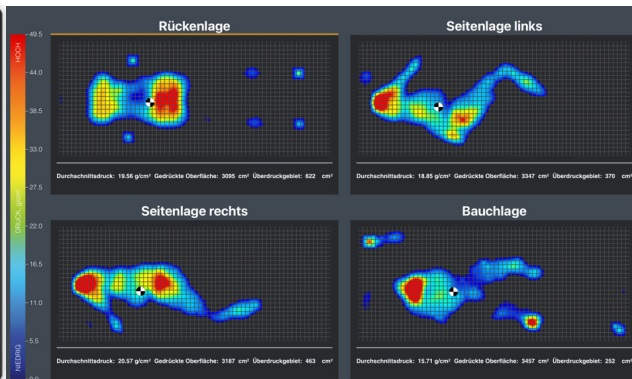 Rückenlage
Seitenlage links
49.5
HOCH
44.0
38.5
33.0
27.5
22.0
16.5
11.0
5.5
NIEDRIG
0.0
Durchschnittsdruck: 19.56 g/cm² Gedrückte Oberfläche: 3095 cm² Überdruckgebiet: 622 cm²
Durchschnittsdruck: 18.85 g/cm² Gedrückte Oberfläche: 3347 cm² Überdruckgebiet: 370 cm²
Seitenlage rechts
Bauchlage
Durchschnittsdruck: 20.57 g/cm² Gedrückte Oberfläche: 3187 cm² Überdruckgebiet: 463 cm²
Durchschnittsdruck: 15.71 g/cm² Gedrückte Oberfläche: 3457 cm² Überdruckgebiet: 252 cm²